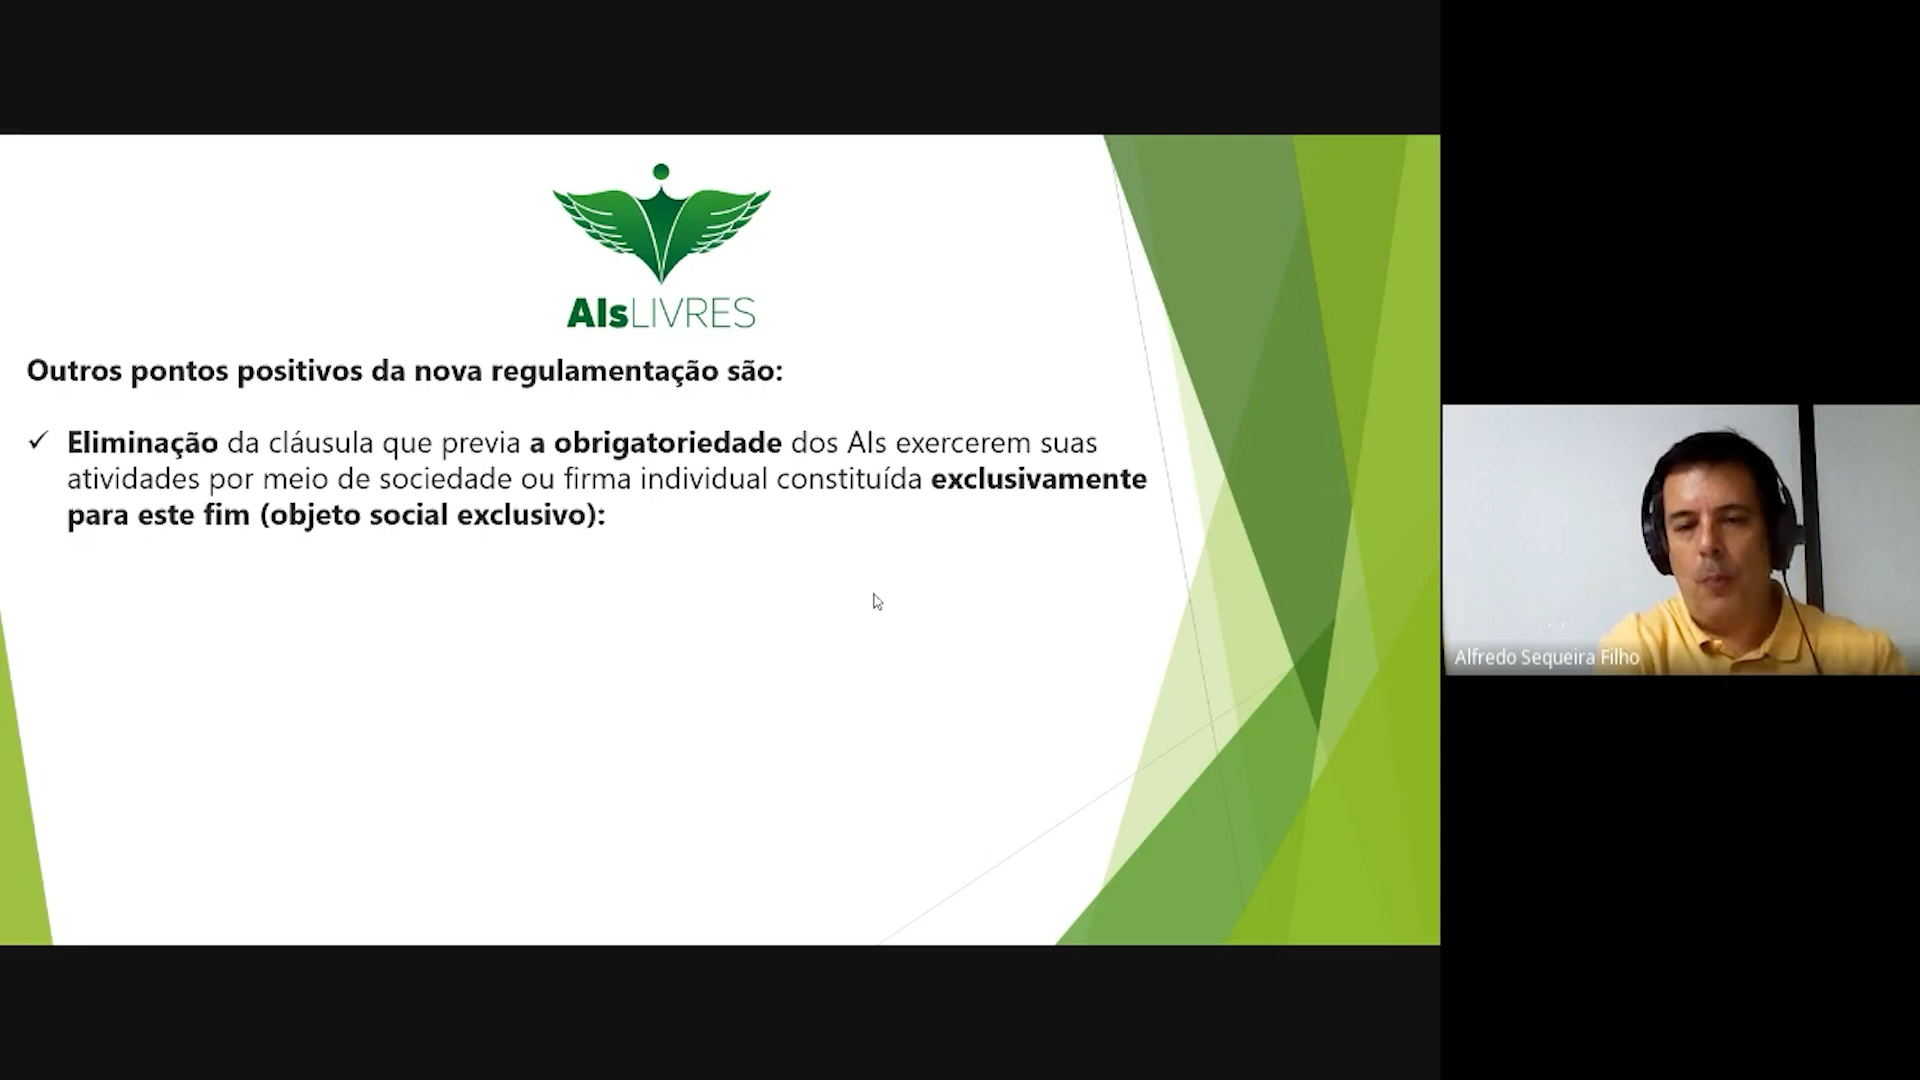 AIsLIVRES
Outros pontos positivos da nova regulamentação são:
✓ Eliminação da cláusula que previa a obrigatoriedade dos AIs exercerem suas
atividades por meio de sociedade ou firma individual constituída exclusivamente
para este fim (objeto social exclusivo):
Alfredo Sequeira Filho